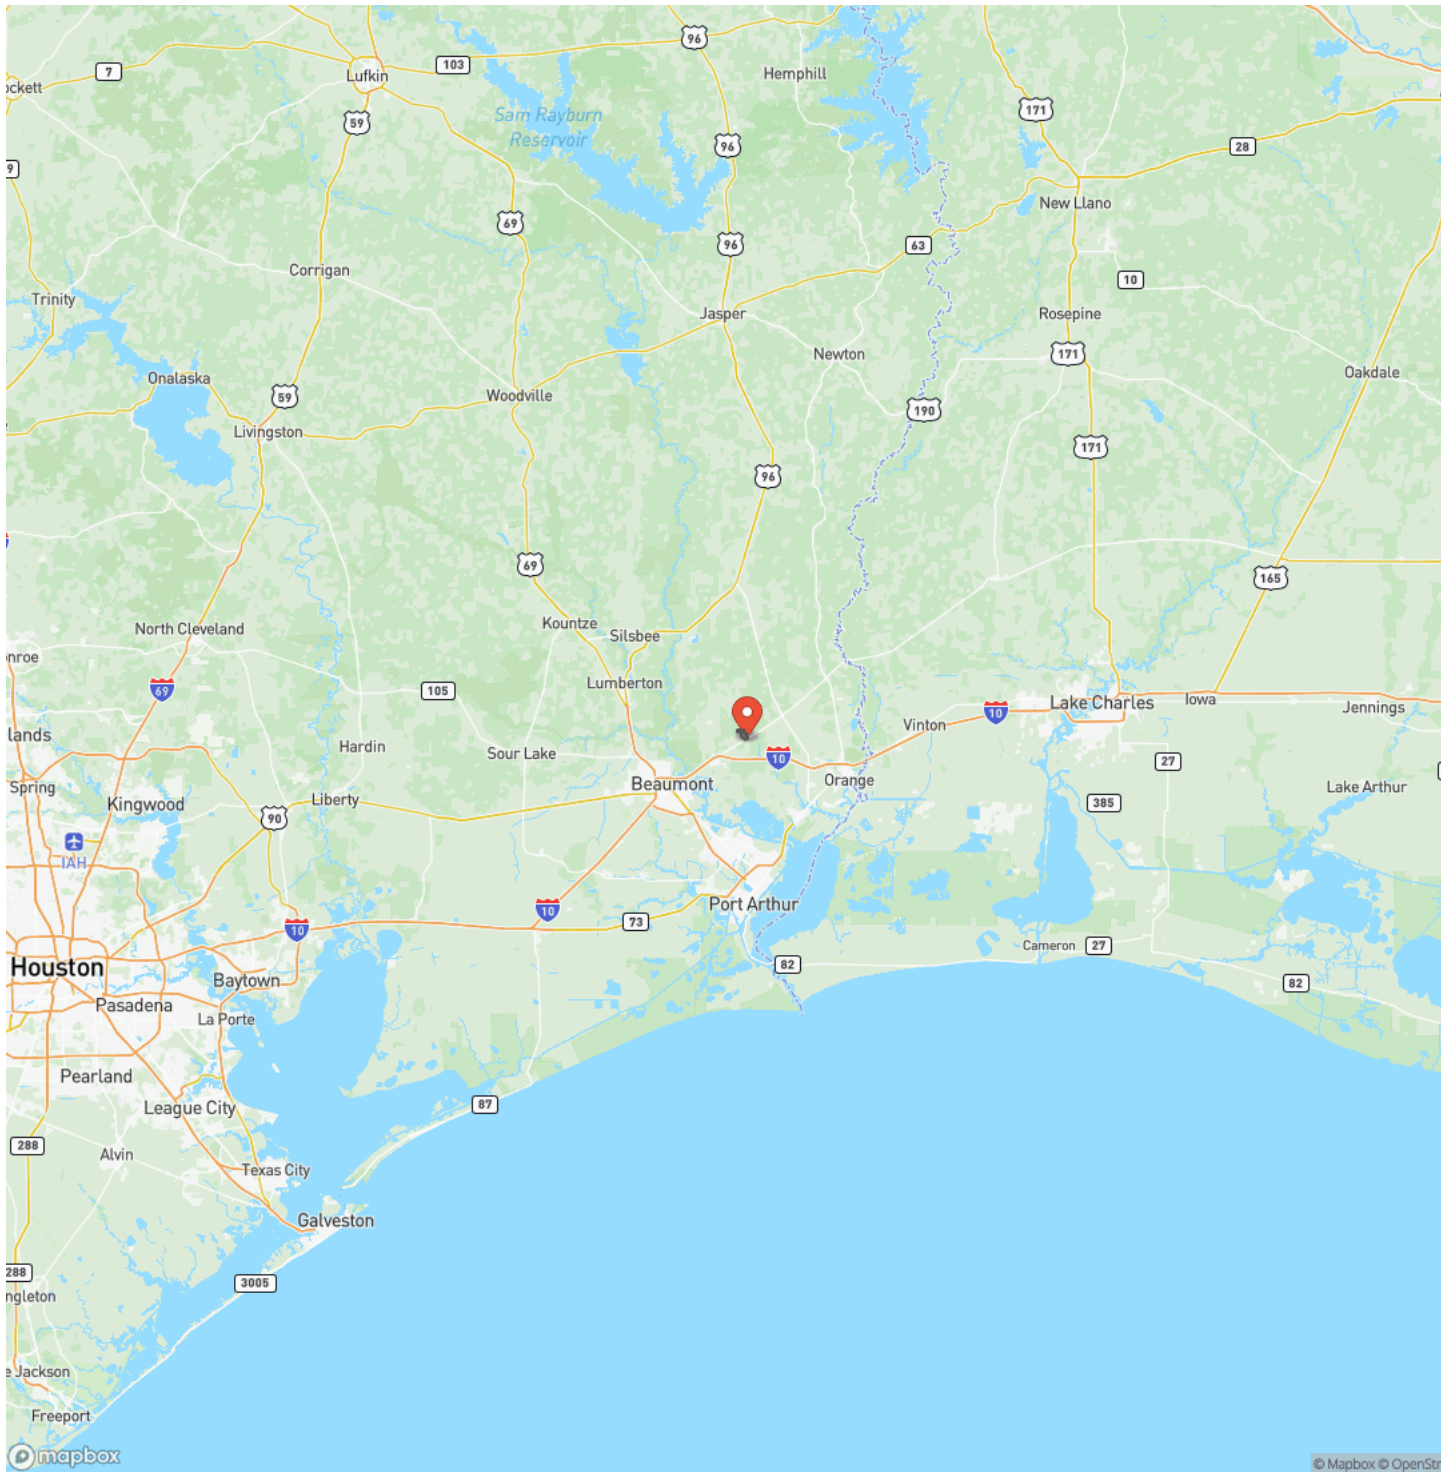 96
7
103
Lufkin
Hemphill
ockett
Sam Rayburn
Reservoir
171
59
96
28
9
New Llano
69
96
63
Corrigan
10
Trinity
Jasper
Rosepine
Newton
171
Onalaska
Oakdale
59
Woodville
190
Livingston
171
96
69
165
Kountze
North Cleveland
Silsbee
nroe
Lumberton
69
105
Lake Charles
Iowa
10
Jennings
Vinton
lands
Hardin
Sour Lake
10
27
Orange
Beaumont
Spring
Lake Arthur
Kingwood
Liberty
385
90
IAH
Port Arthur
10
73
10
Cameron
27
Houston
82
Baytown
82
Pasadena
La Porte
Pearland
87
League City
288
Alvin
Texas City
Galveston
288
3005
ngleton
e Jackson
Freeport
mapbox
© Mapbox © OpenStr